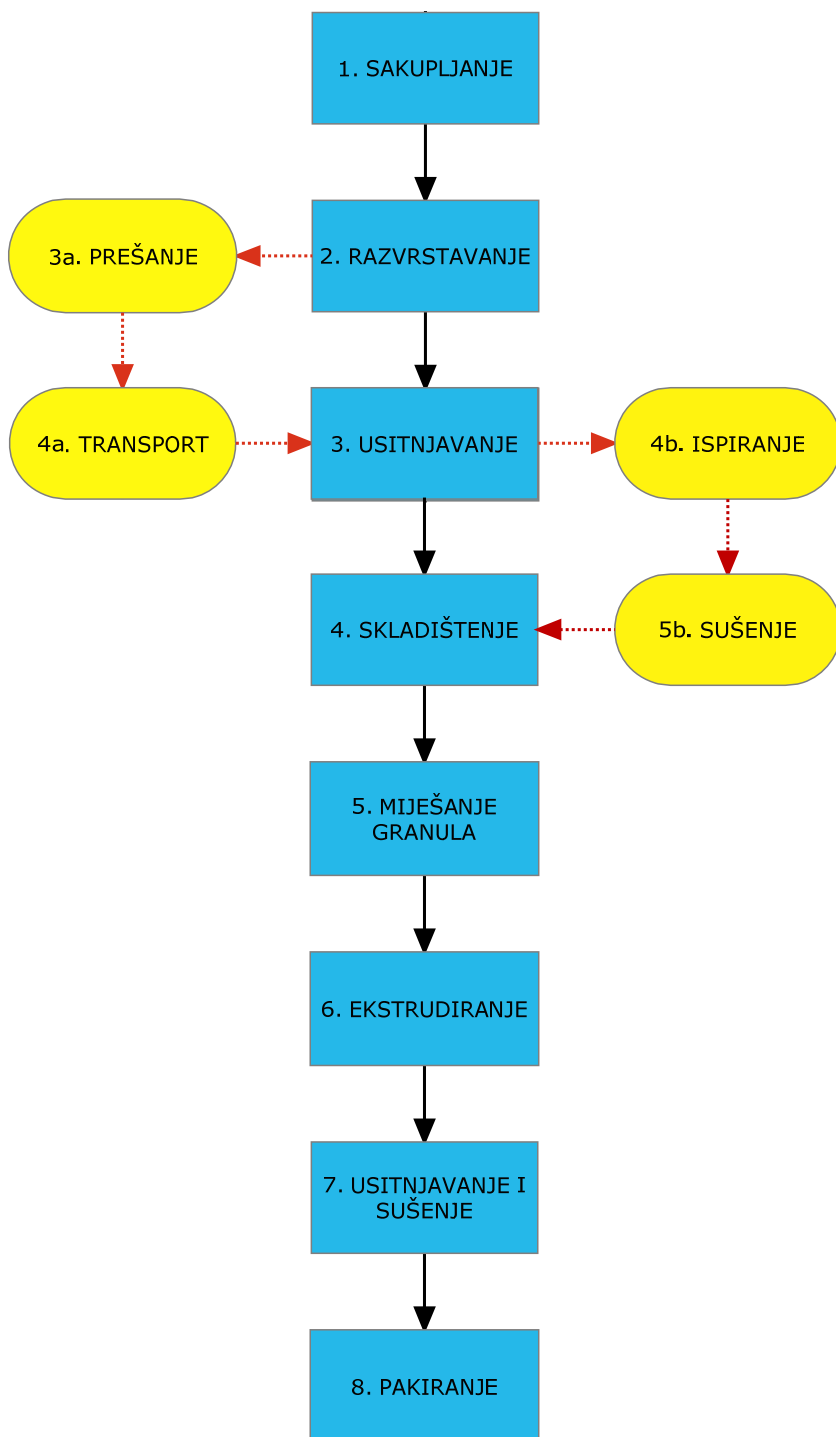 1. SAKUPLJANJE
3a. PREŠANJE
2. RAZVRSTAVANJE
4a. TRANSPORT
3. USITNJAVANJE
4b. ISPIRANJE
4. SKLADIŠTENJE
5b. SUŠENJE
5. MIJEŠANJE
GRANULA
6. EKSTRUDIRANJE
7. USITNJAVANJE I
SUŠENJE
8. PAKIRANJE